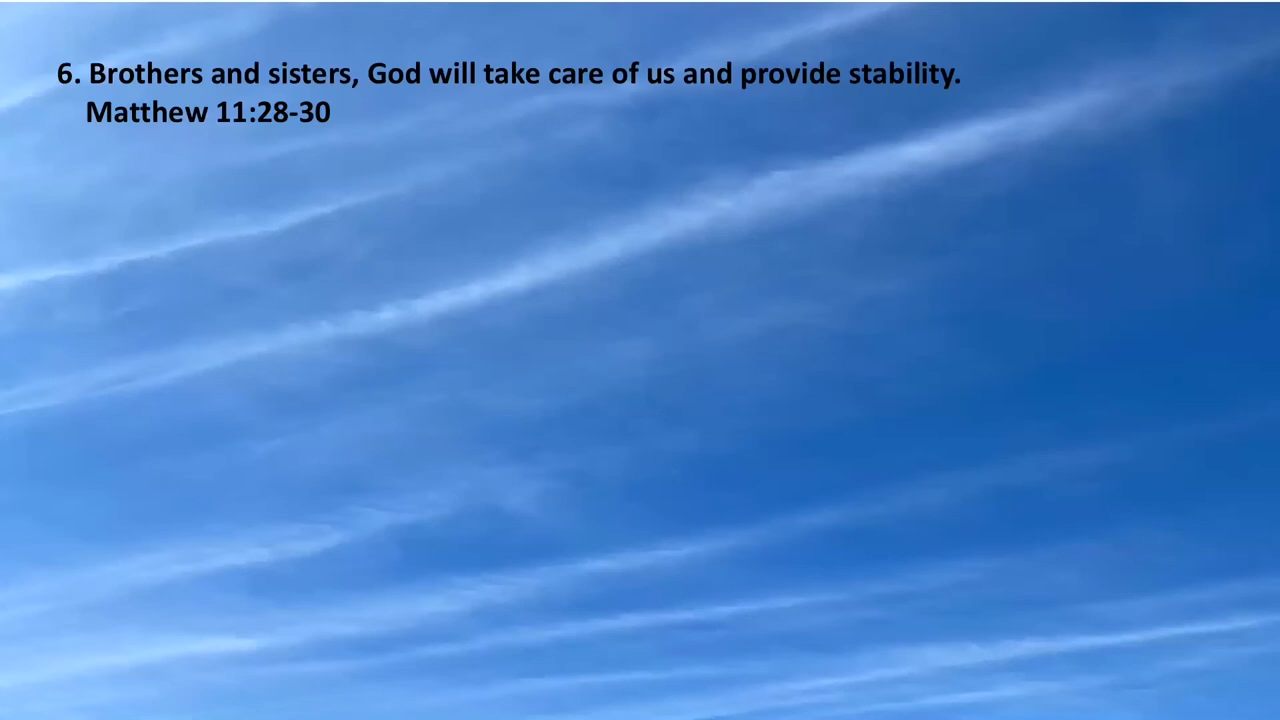 6. Brothers and sisters, God will take care of us and provide stability.
Matthew 11:28-30